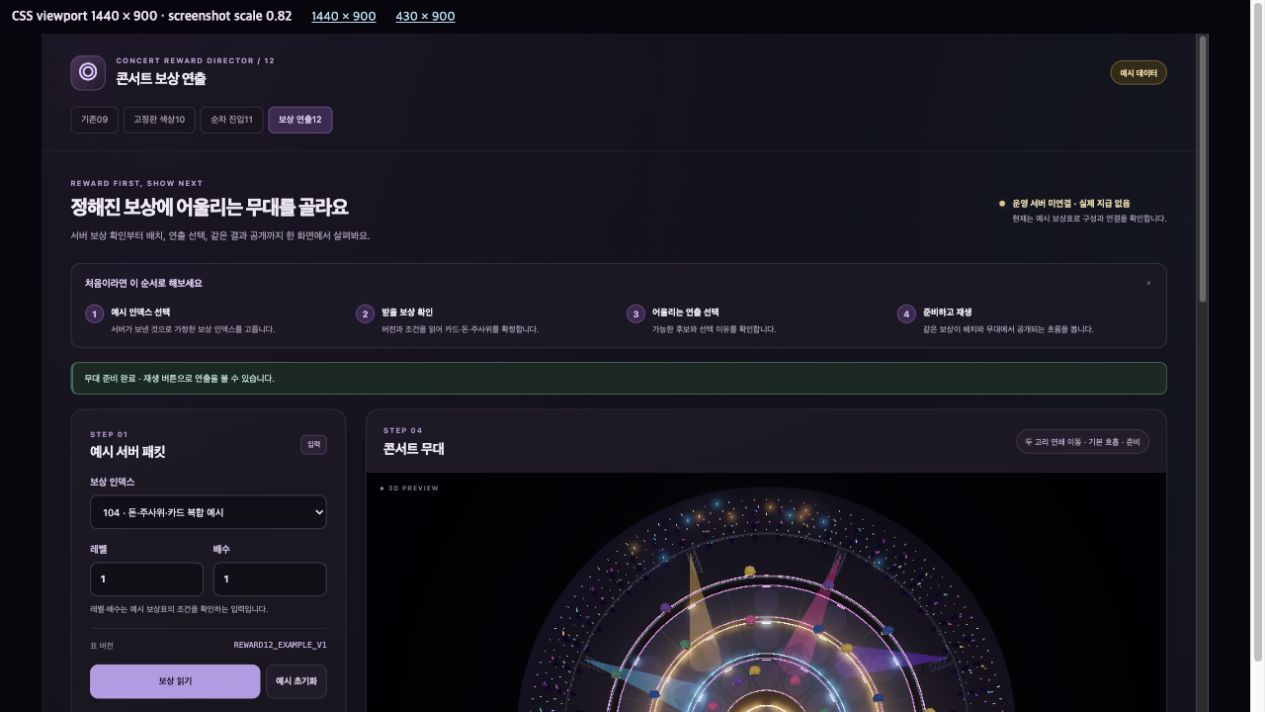 CSS viewport 1440 × 900 · screenshot scale 0.82 1440 × 900 430 × 900
CONCERT REWARD DIRECTOR / 12
콘서트 보상 연출
예시 데이터
기존09 고정판 색상10 순차 진입11 보상 연출12
REWARD FIRST, SHOW NEXT
정해진 보상에 어울리는 무대를 골라요
서버 보상 확인부터 배치, 연출 선택, 같은 결과 공개까지 한 화면에서 살펴봐요.
운영 서버 미연결 · 실제 지급 없음
현재는 예시 보상표로 구성과 연결을 확인합니다.
처음이라면 이 순서로 해보세요
×
1 예시 인덱스 선택
서버가 보낸 것으로 가정한 보상 인덱스를 고릅니다.
2 받을 보상 확인
버전과 조건을 읽어 카드·돈·주사위를 확정합니다.
3 어울리는 연출 선택
가능한 후보와 선택 이유를 확인합니다.
4 준비하고 재생
같은 보상이 배치와 무대에서 공개되는 흐름을 봅니다.
무대 준비 완료 · 재생 버튼으로 연출을 볼 수 있습니다.
STEP 01
예시 서버 패킷
입력
보상 인덱스
104 · 돈·주사위·카드 복합 예시
레벨 배수
1 1
레벨·배수는 예시 보상표의 조건을 확인하는 입력입니다.
표 버전 REWARD12_EXAMPLE_V1
보상 읽기 예시 초기화
STEP 04
콘서트 무대
두 고리 연쇄 이동 · 기본 호흡 · 준비
3D PREVIEW